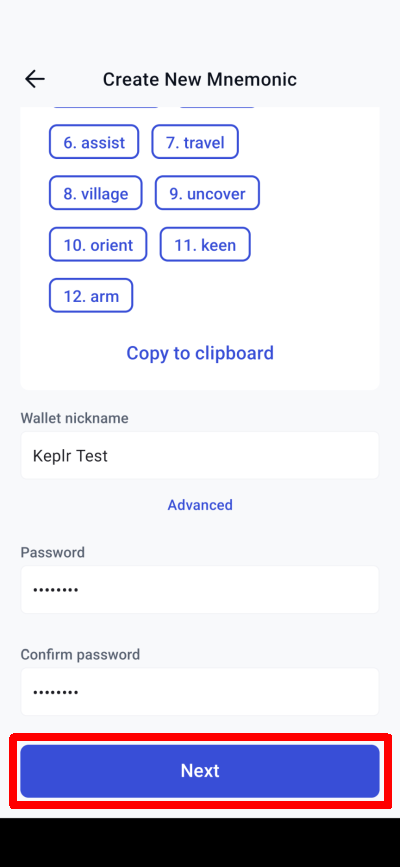 Create New Mnemonic
6. assist 7. travel
8. village 9. uncover
10. orient 11. keen
12. arm
Copy to clipboard
Wallet nickname
Keplr Test
Advanced
Password
••••••••
Confirm password
••••••••
Next